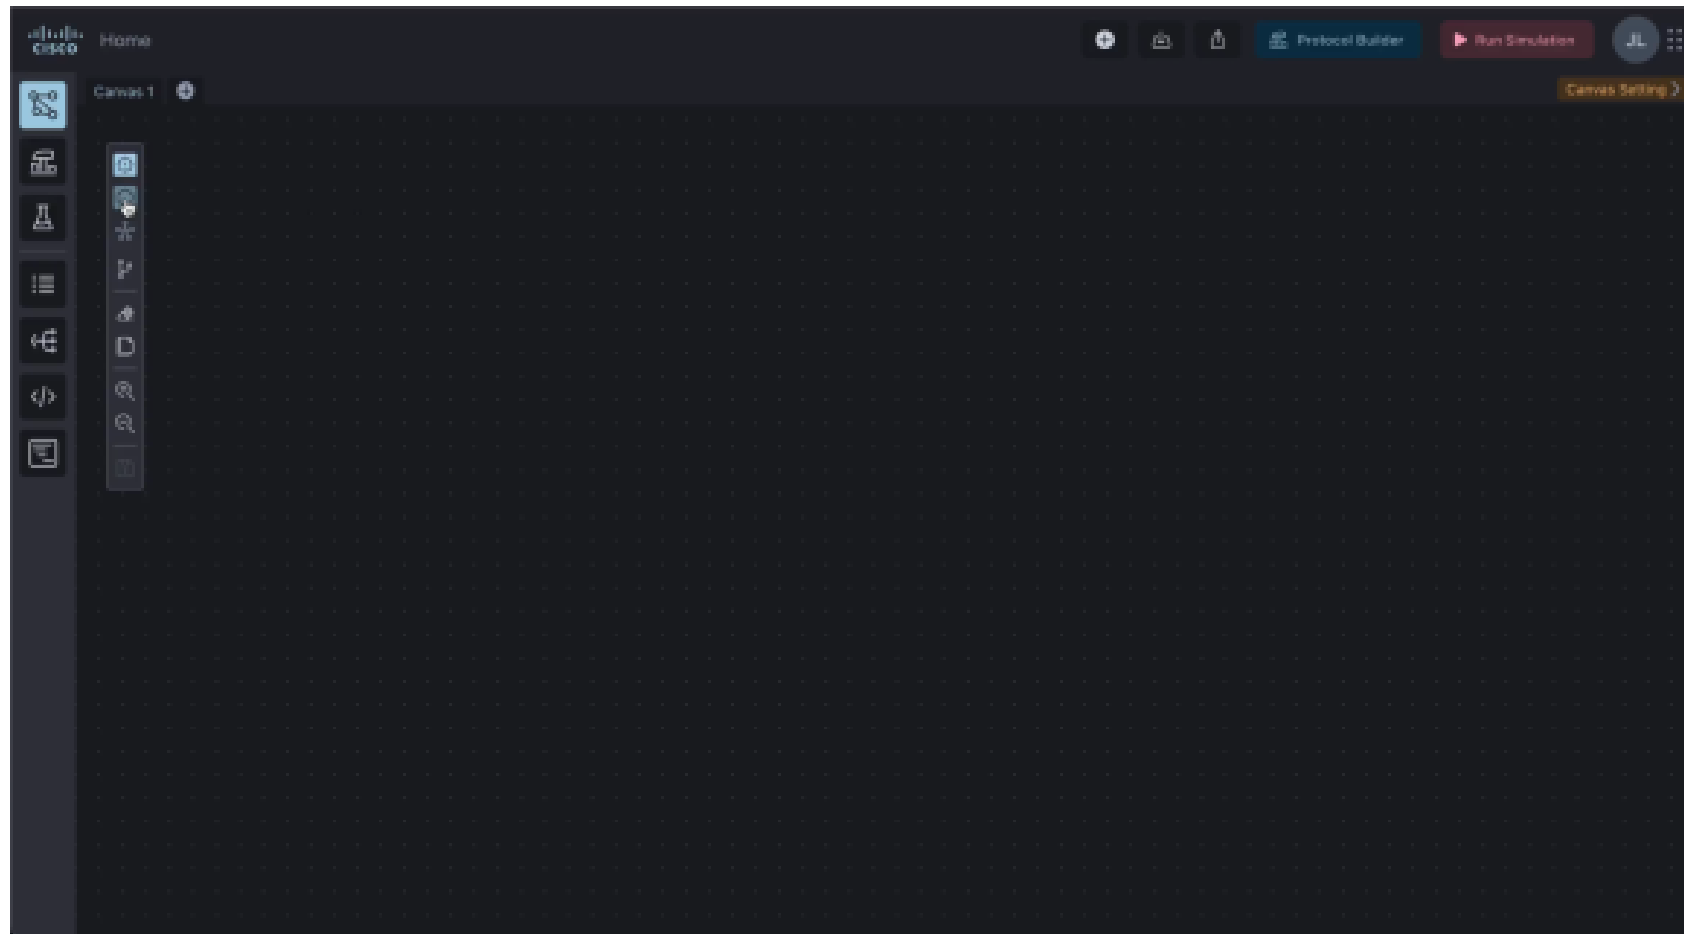 CISCO
Home
Protocol Builder
Run Simulation
JL
Canvas 1
Canvas Setting